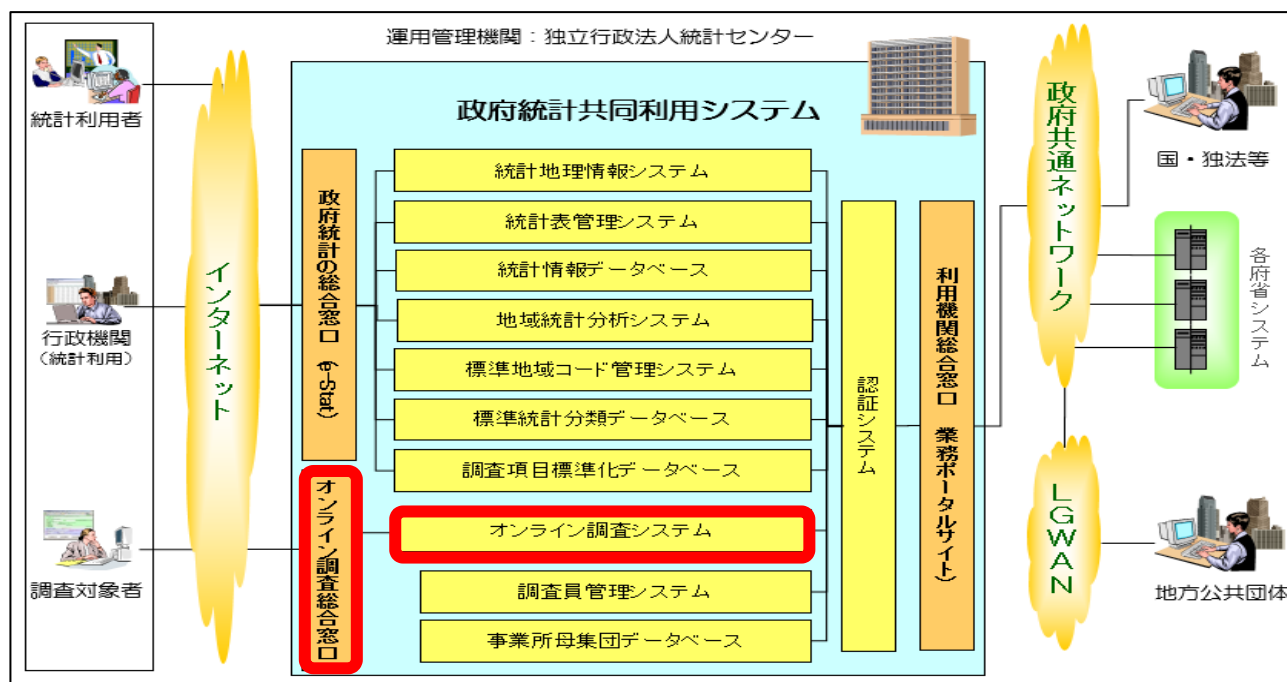 運用管理機関：独立行政法人統計センター
政府統計共同利用システム
統計利用者
行政機関
（統計利用）
調査対象者
インターネット
政府統計の総合窓口 （e-Stat）
オンライン調査総合窓口
統計地理情報システム
統計表管理システム
統計情報データベース
地域統計分析システム
標準地域コード管理システム
標準統計分類データベース
調査項目標準化データベース
オンライン調査システム
調査員管理システム
事業所母集団データベース
認証システム
利用機関総合窓口 業務ポータルサイト）
政府共通ネットワーク
LGWAN
国・独法等
各府省システム
地方公共団体